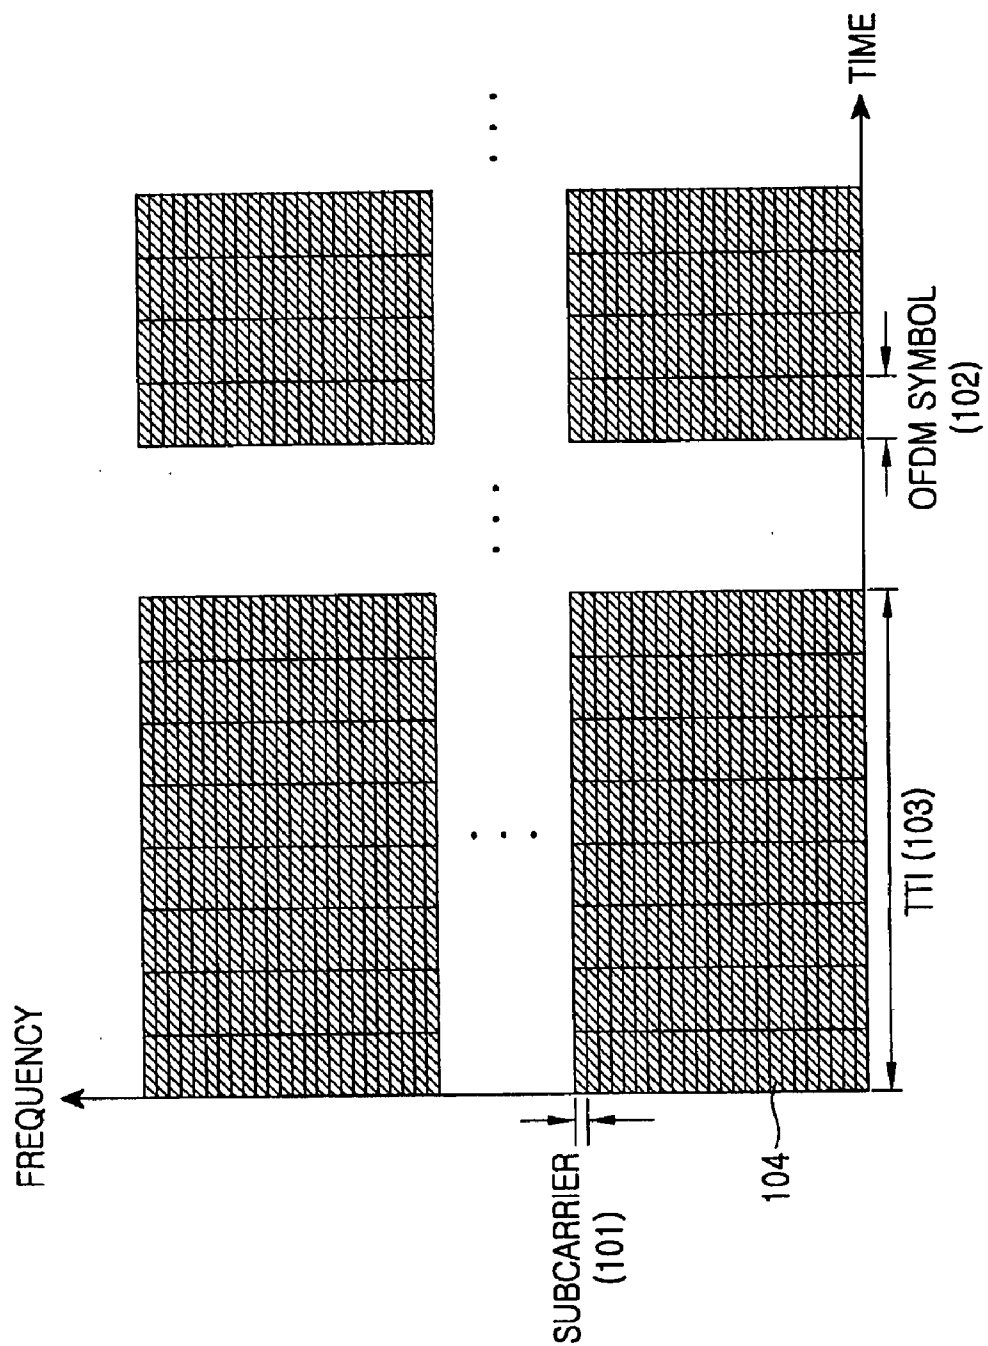 FREQUENCY
SUBCARRIER
(101)
104
TTI (103)
OFDM SYMBOL
(102)
TIME